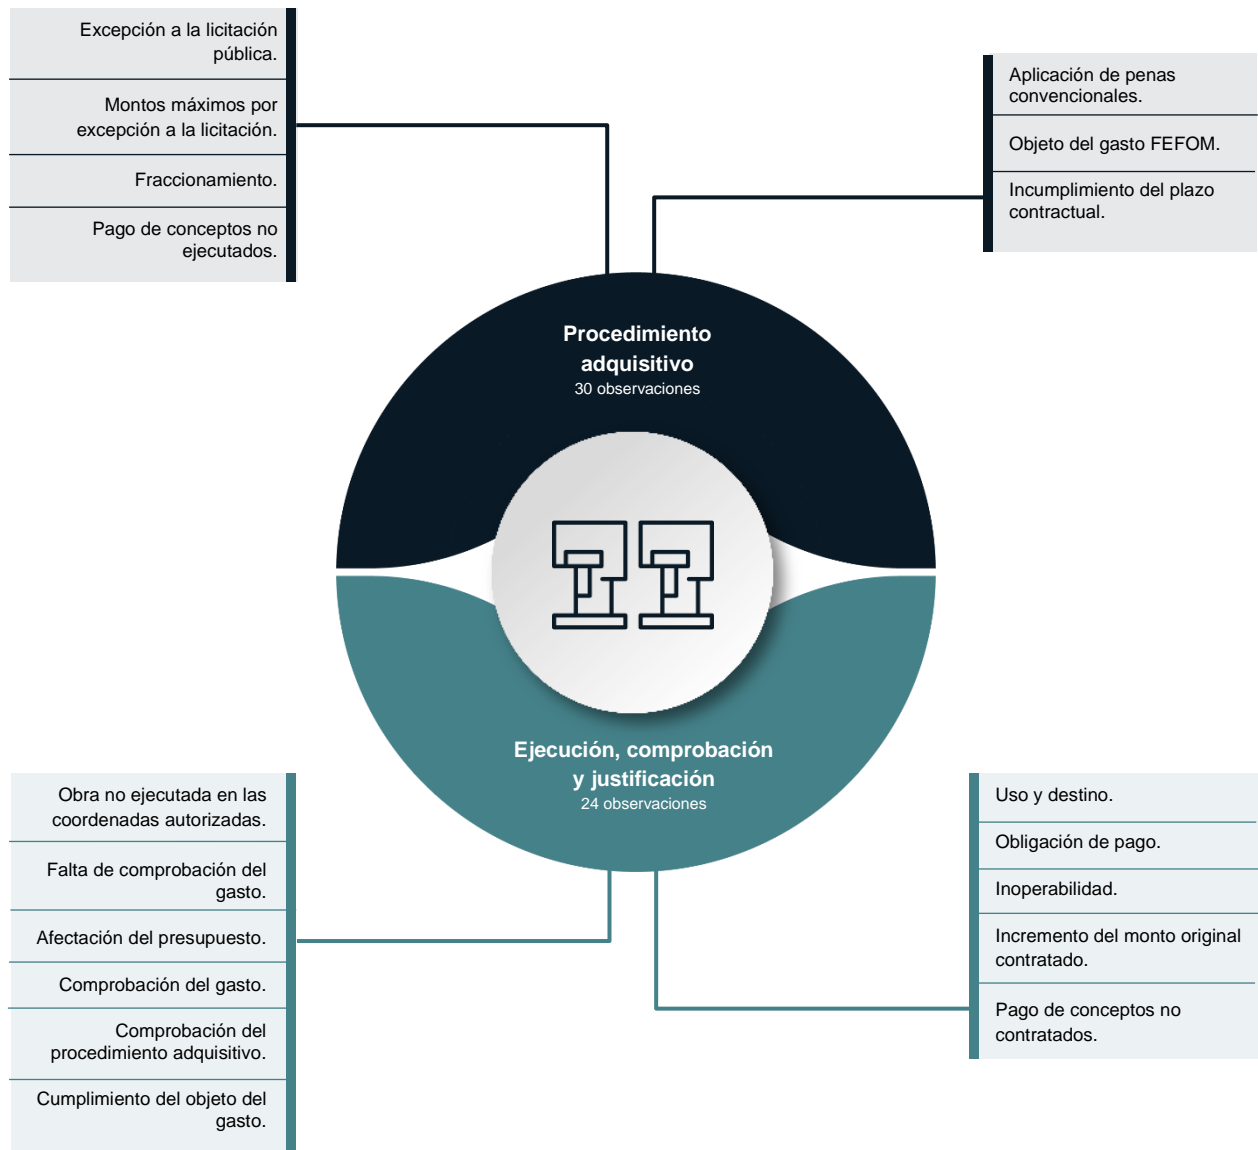 Excepción a la licitación
pública.
Montos máximos por
excepción a la licitación.
Fraccionamiento.
Pago de conceptos no
ejecutados.
Aplicación de penas
convencionales.
Objeto del gasto FEFOM.
Incumplimiento del plazo
contractual.
Procedimiento
adquisitivo
30 observaciones
Ejecución, comprobación
y justificación
24 observaciones
Obra no ejecutada en las
coordenadas autorizadas.
Falta de comprobación del
gasto.
Afectación del presupuesto.
Comprobación del gasto.
Comprobación del
procedimiento adquisitivo.
Cumplimiento del objeto del
gasto.
Uso y destino.
Obligación de pago.
Inoperabilidad.
Incremento del monto original
contratado.
Pago de conceptos no
contratados.